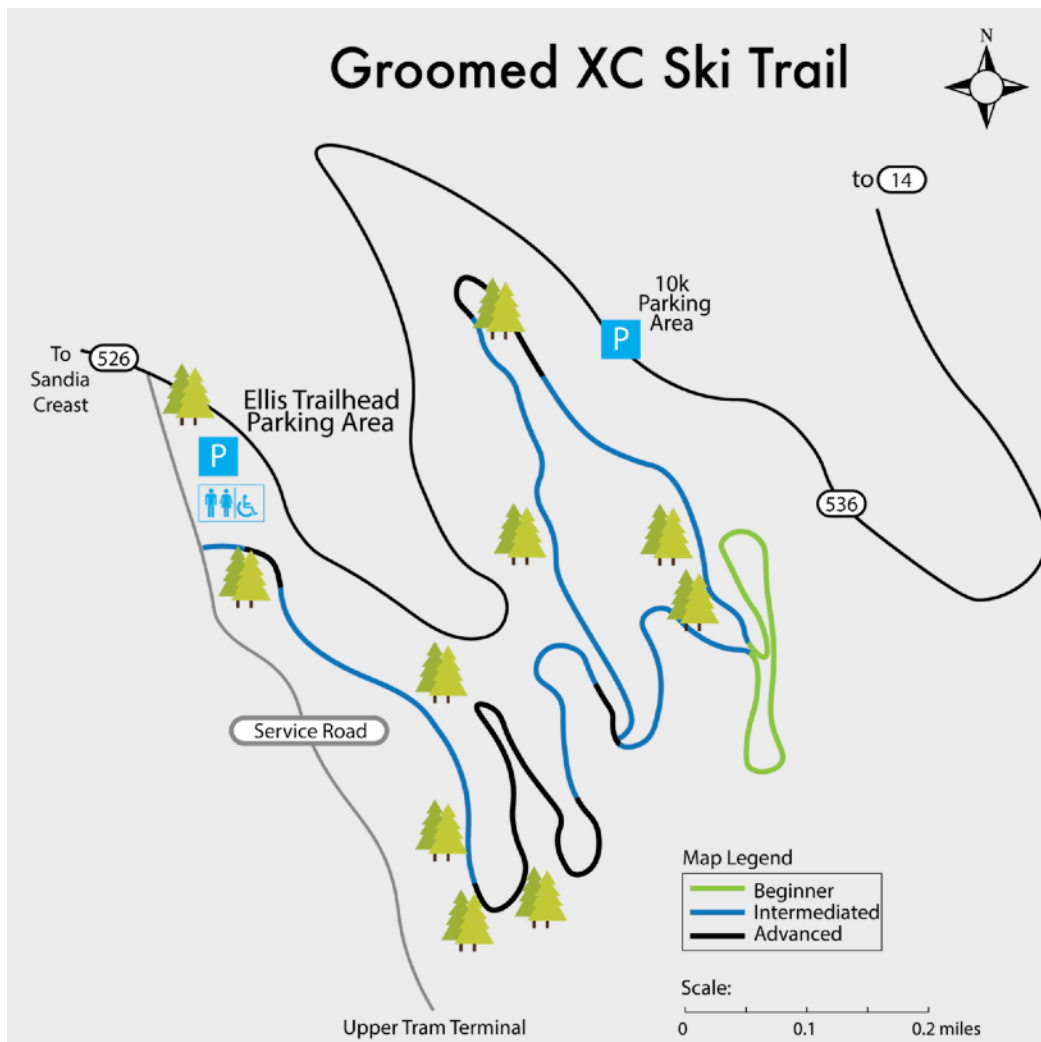 Groomed XC Ski Trail
N
to 14
10k
Parking
Area
P
To
Sandia
Creast
526
Ellis Trailhead
Parking Area
P
536
Service Road
Map Legend
Beginner
Intermediated
Advanced
Scale:
0 0.1 0.2 miles
Upper Tram Terminal